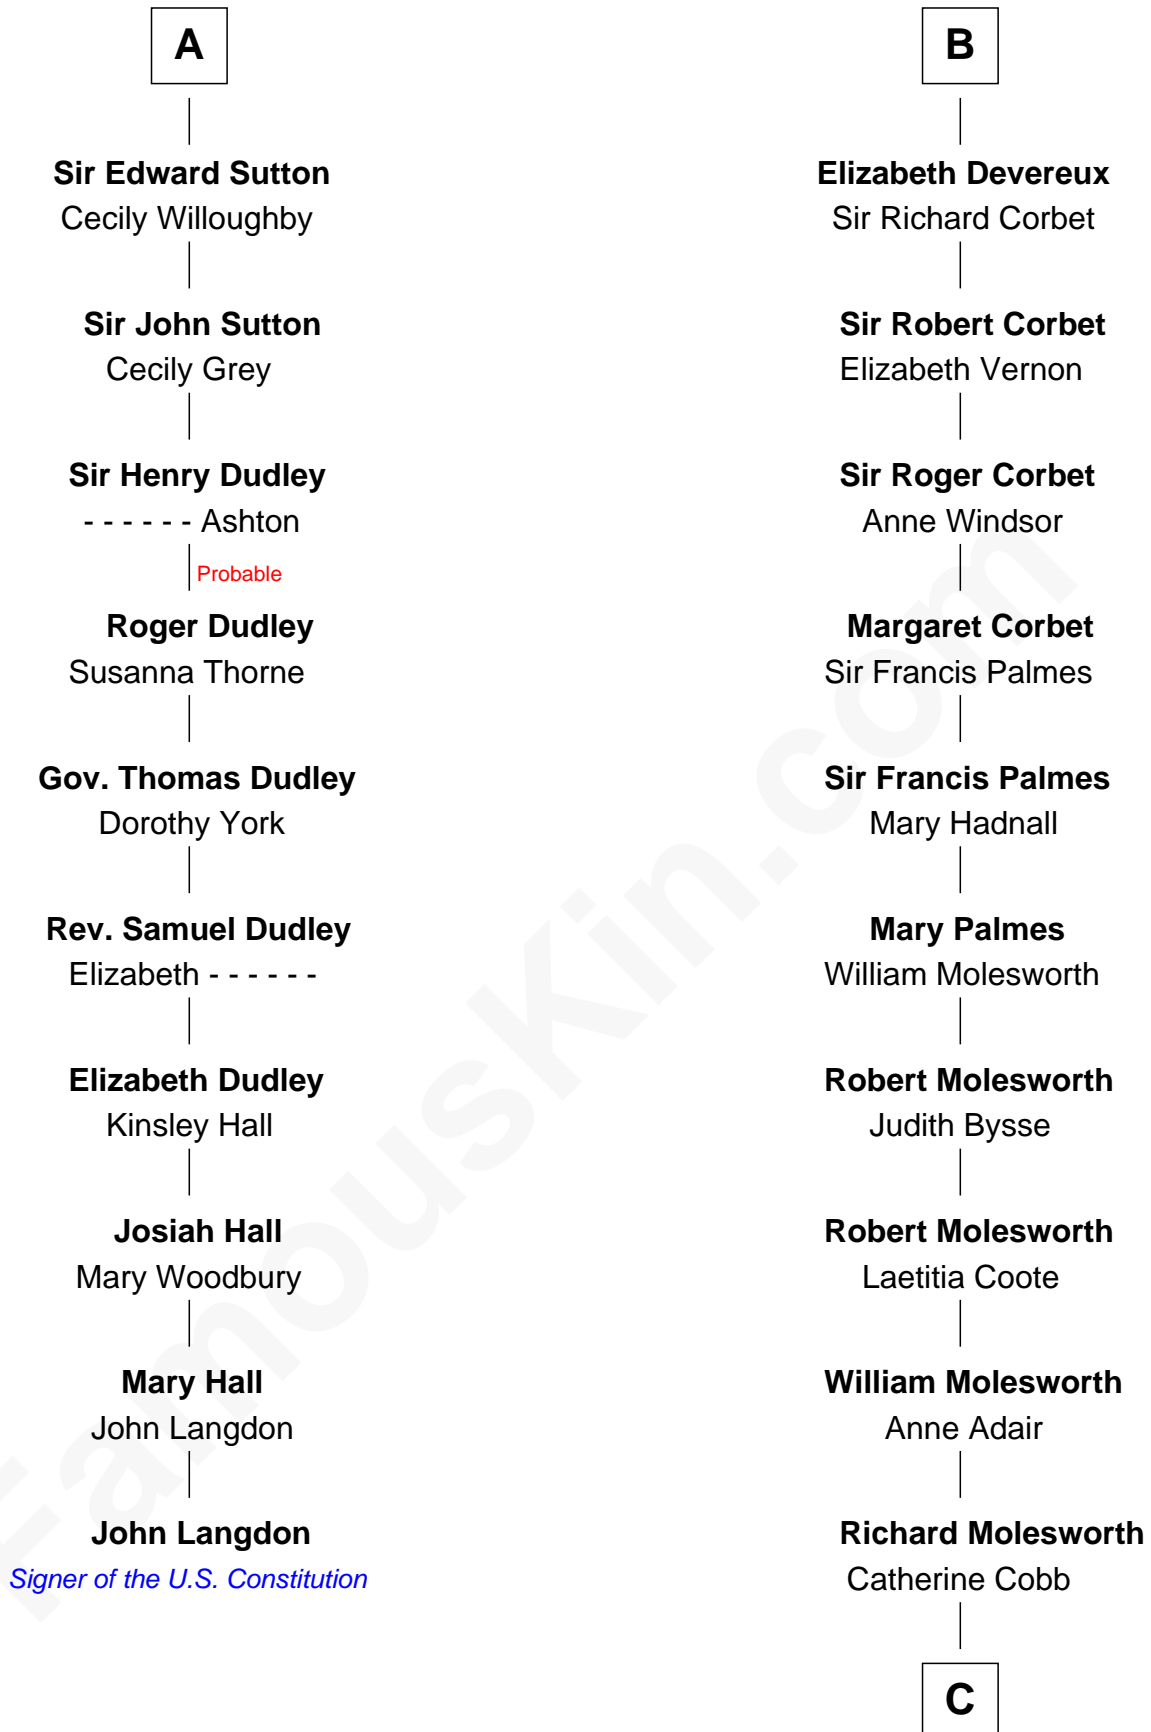 A
Sir Edward Sutton
Cecily Willoughby
Sir John Sutton
Cecily Grey
Sir Henry Dudley
- - - - - - Ashton
Probable
Roger Dudley
Susanna Thorne
Gov. Thomas Dudley
Dorothy York
Rev. Samuel Dudley
Elizabeth - - - - - -
Elizabeth Dudley
Kinsley Hall
Josiah Hall
Mary Woodbury
Mary Hall
John Langdon
John Langdon
Signer of the U.S. Constitution
B
Elizabeth Devereux
Sir Richard Corbet
Sir Robert Corbet
Elizabeth Vernon
Sir Roger Corbet
Anne Windsor
Margaret Corbet
Sir Francis Palmes
Sir Francis Palmes
Mary Hadnall
Mary Palmes
William Molesworth
Robert Molesworth
Judith Bysse
Robert Molesworth
Laetitia Coote
William Molesworth
Anne Adair
Richard Molesworth
Catherine Cobb
C
FamousKin.com